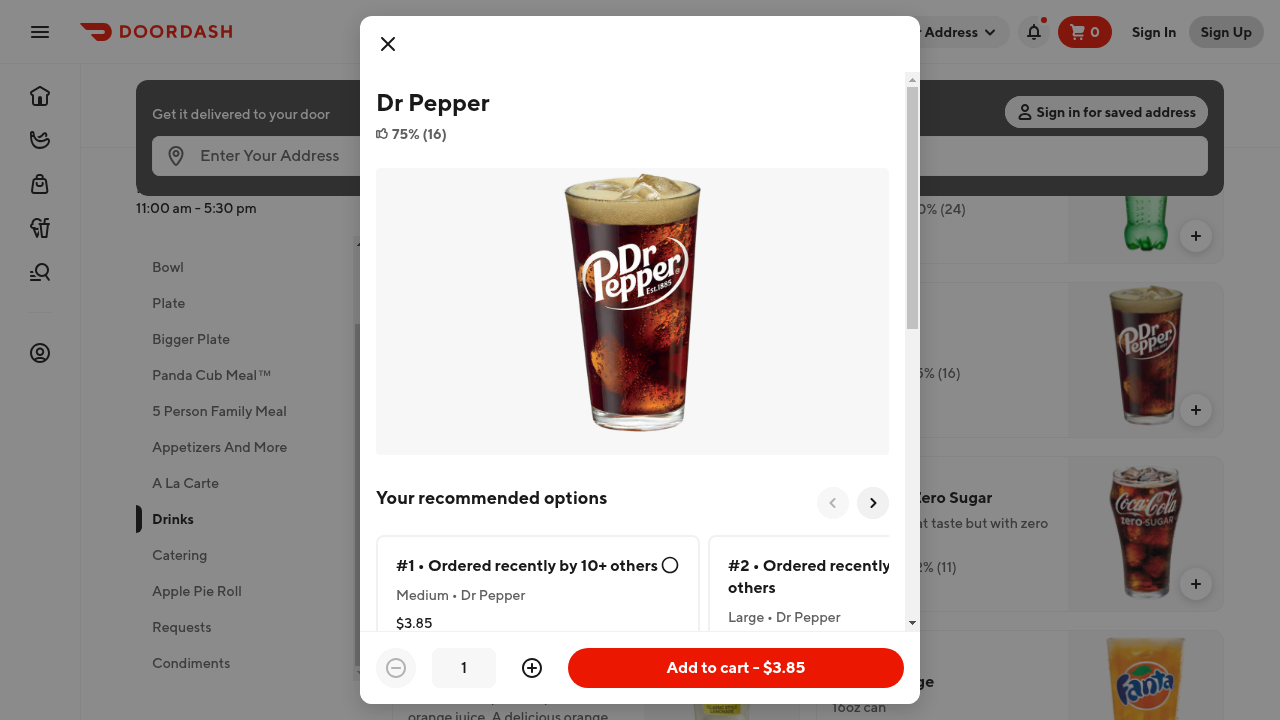 DOORDASH
Address
0
Sign In
Sign Up
Get it delivered to your door
Sign in for saved address
Enter Your Address
11:00 am - 5:30 pm
Bowl
Plate
Bigger Plate
Panda Cub Meal™
5 Person Family Meal
Appetizers And More
A La Carte
Drinks
Catering
Apple Pie Roll
Requests
Condiments
Dr Pepper
75% (16)
Dr
Pepper
EST. 1885
Your recommended options
#1 • Ordered recently by 10+ others
Medium • Dr Pepper
$3.85
#2 • Ordered recently
others
Large • Dr Pepper
1
Add to cart - $3.85
0% (24)
5% (16)
Dr
Pepper
Zero Sugar
at taste but with zero
2% (11)
Coca-Cola
zero sugar
ge
16oz can
Fanta
orange juice. A delicious orange